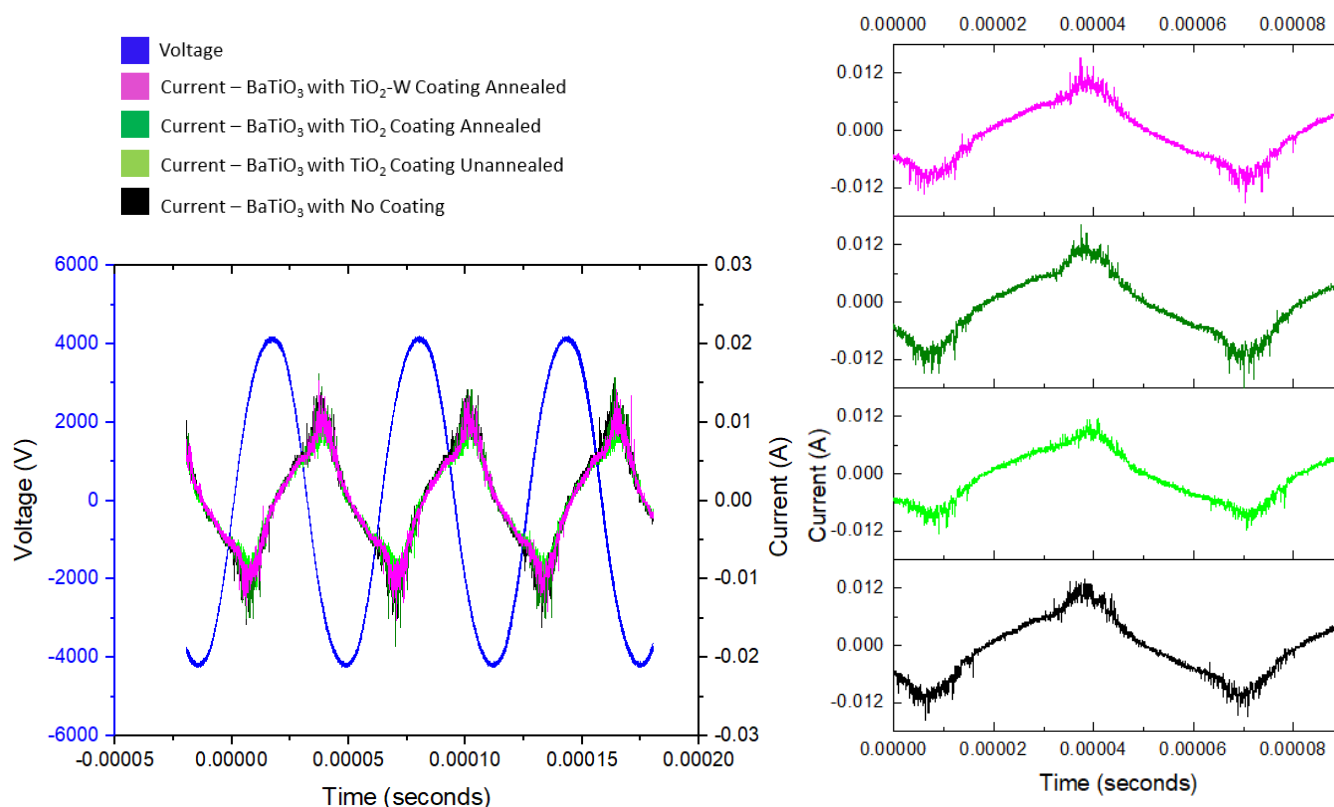 Voltage
Current – BaTiO₃ with TiO₂-W Coating Annealed
Current – BaTiO₃ with TiO₂ Coating Annealed
Current – BaTiO₃ with TiO₂ Coating Unannealed
Current – BaTiO₃ with No Coating
6000
4000
2000
0
-2000
-4000
-6000
Voltage (V)
0.03
0.02
0.01
0.00
-0.01
-0.02
-0.03
Current (A)
-0.00005 0.00000 0.00005 0.00010 0.00015 0.00020
Time (seconds)
0.00000 0.00002 0.00004 0.00006 0.00008
0.012
0.000
-0.012
0.012
0.000
-0.012
0.012
0.000
-0.012
0.012
0.000
-0.012
Current (A)
0.00000 0.00002 0.00004 0.00006 0.00008
Time (seconds)